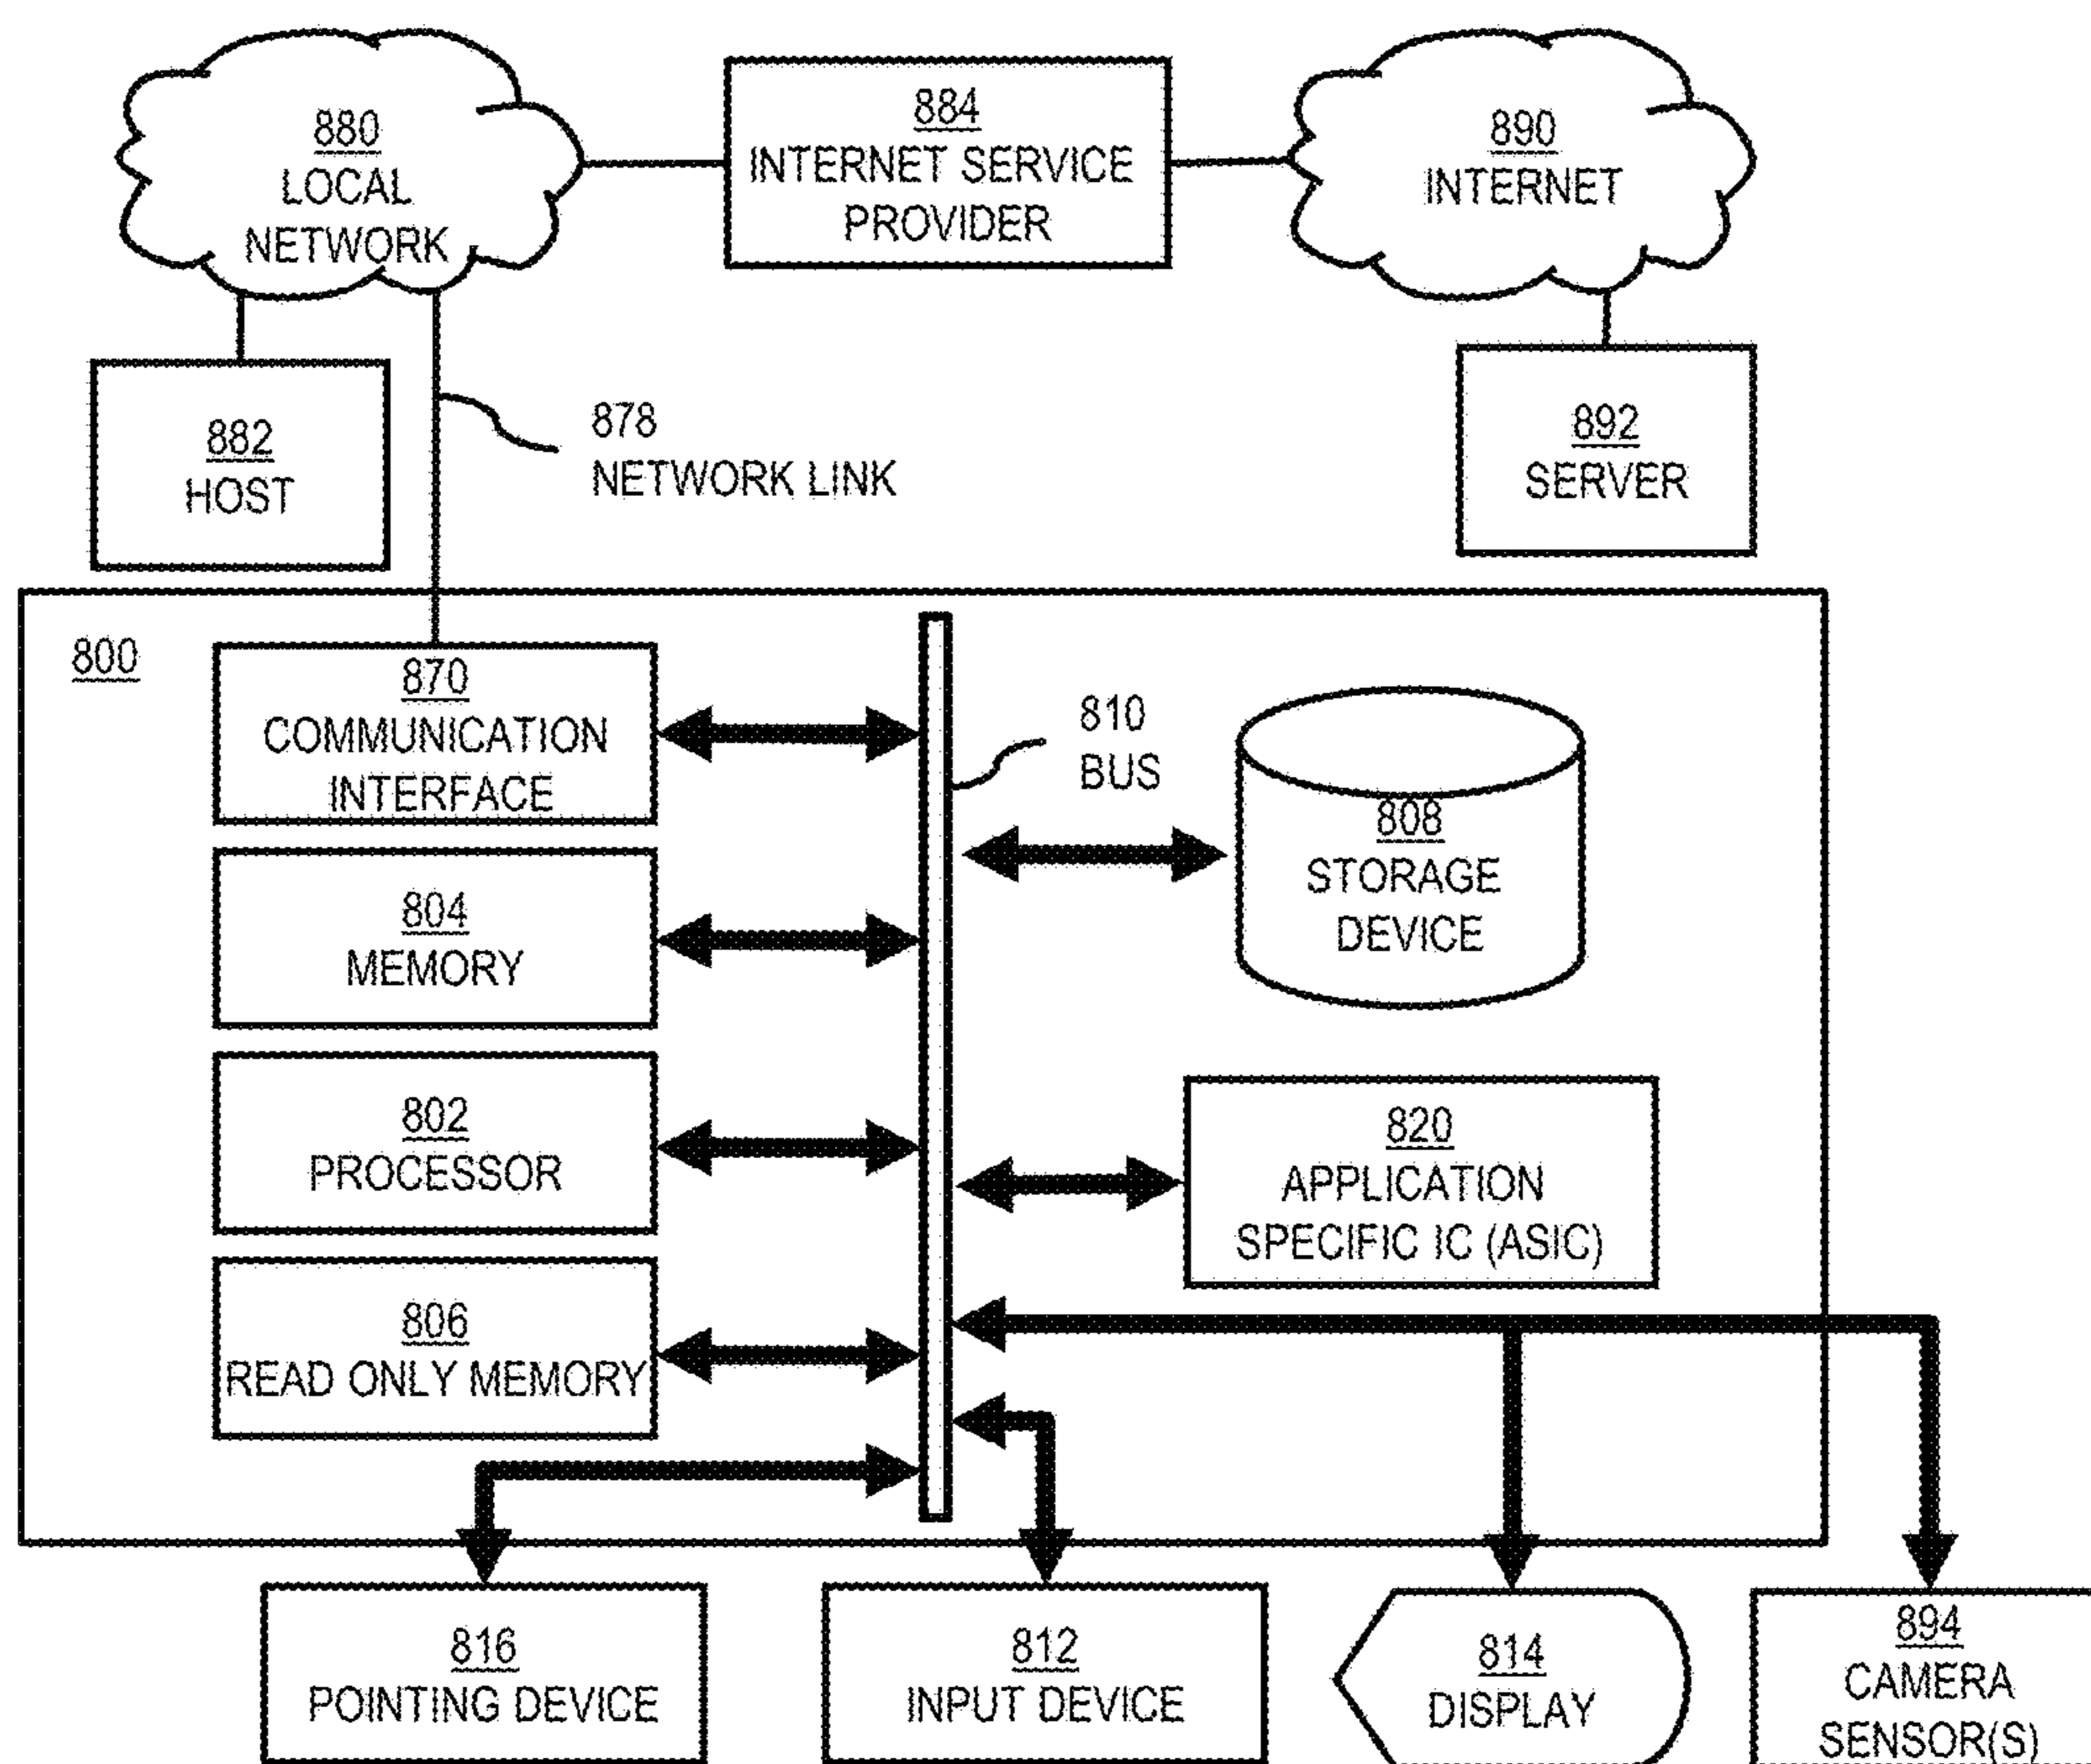 880
LOCAL
NETWORK
884
INTERNET SERVICE
PROVIDER
890
INTERNET
882
HOST
878
NETWORK LINK
892
SERVER
800
870
COMMUNICATION
INTERFACE
810
BUS
808
STORAGE
DEVICE
804
MEMORY
802
PROCESSOR
820
APPLICATION
SPECIFIC IC (ASIC)
806
READ ONLY MEMORY
816
POINTING DEVICE
812
INPUT DEVICE
814
DISPLAY
894
CAMERA
SENSOR(S)